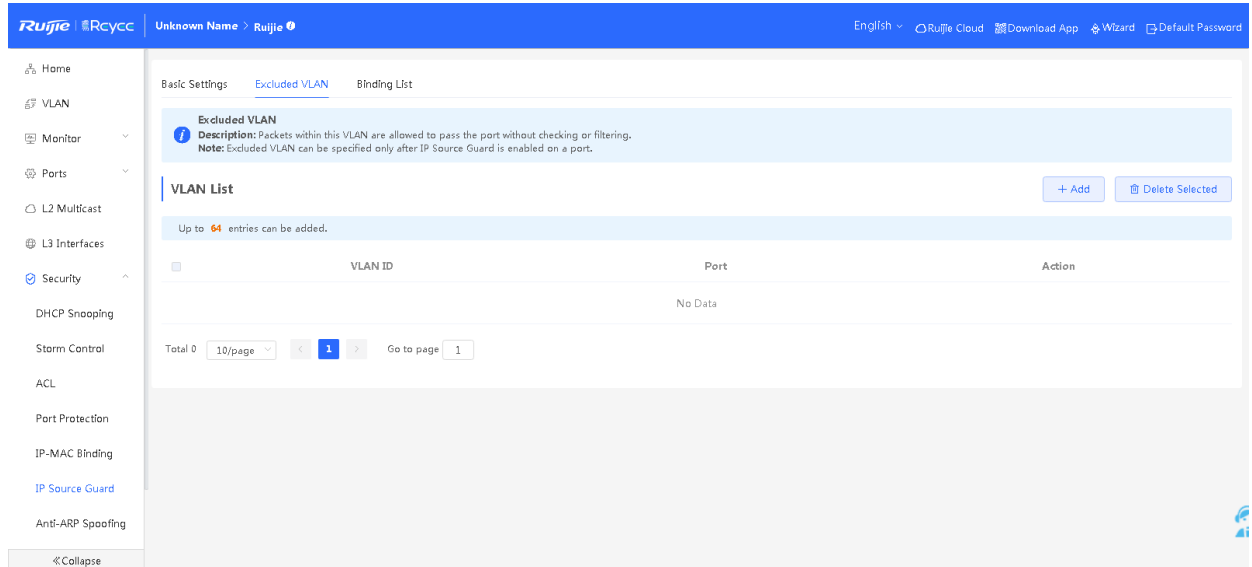 Ruijie | Rcycc
Unknown Name > Ruijie
English
Ruijie Cloud
Download App
Wizard
Default Password
Home
VLAN
Monitor
Ports
L2 Multicast
L3 Interfaces
Security
DHCP Snooping
Storm Control
ACL
Port Protection
IP-MAC Binding
IP Source Guard
Anti-ARP Spoofing
≪Collapse
Basic Settings
Excluded VLAN
Binding List
Excluded VLAN
Description: Packets within this VLAN are allowed to pass the port without checking or filtering.
Note: Excluded VLAN can be specified only after IP Source Guard is enabled on a port.
VLAN List
+ Add
Delete Selected
Up to 64 entries can be added.
VLAN ID
Port
Action
No Data
Total 0
10/page
< 1 >
Go to page 1